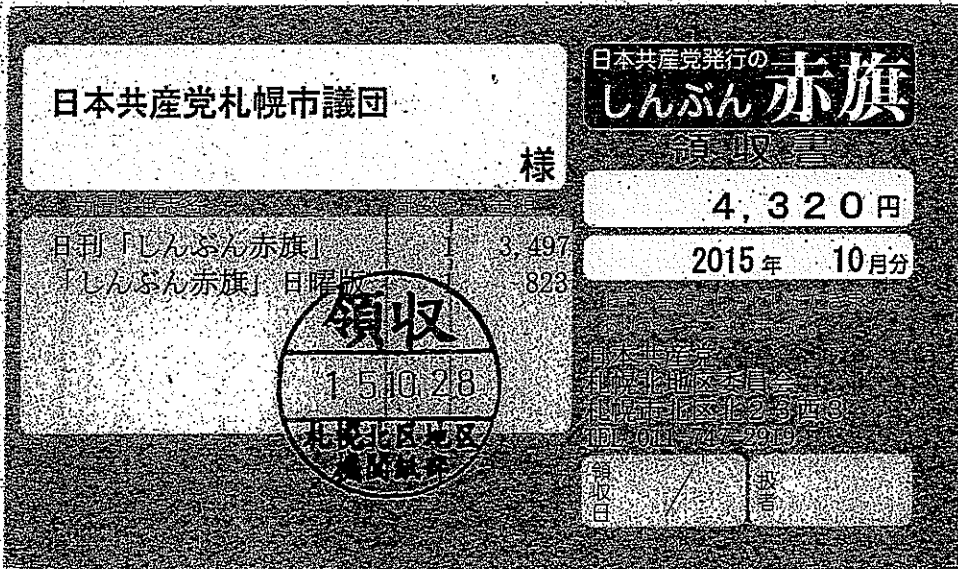 日本共産党札幌市議団
様
日本共産党発行の
しんぶん 赤旗
領収書
4,320円
2015年 10月分
日刊「しんぶん赤旗」 1 3,497
「しんぶん赤旗」日曜版 1 823
領収
15.10.28
札幌北区地区
日本共産党
札幌北地区委員会
札幌市北区北23西3
TEL 011-747-2919
領収日 /
扱者